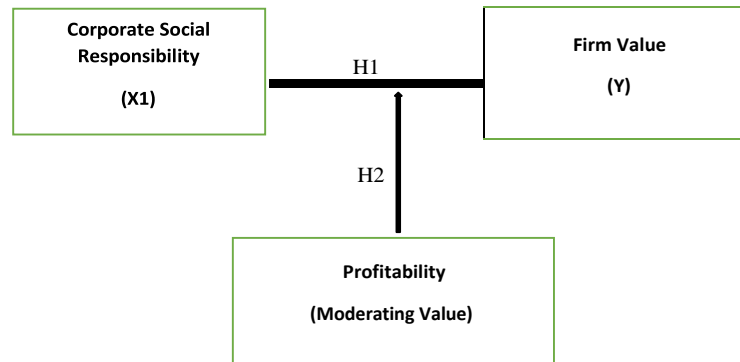 Corporate Social
Responsibility
(X1)
H1
Firm Value
(Y)
H2
Profitability
(Moderating Value)